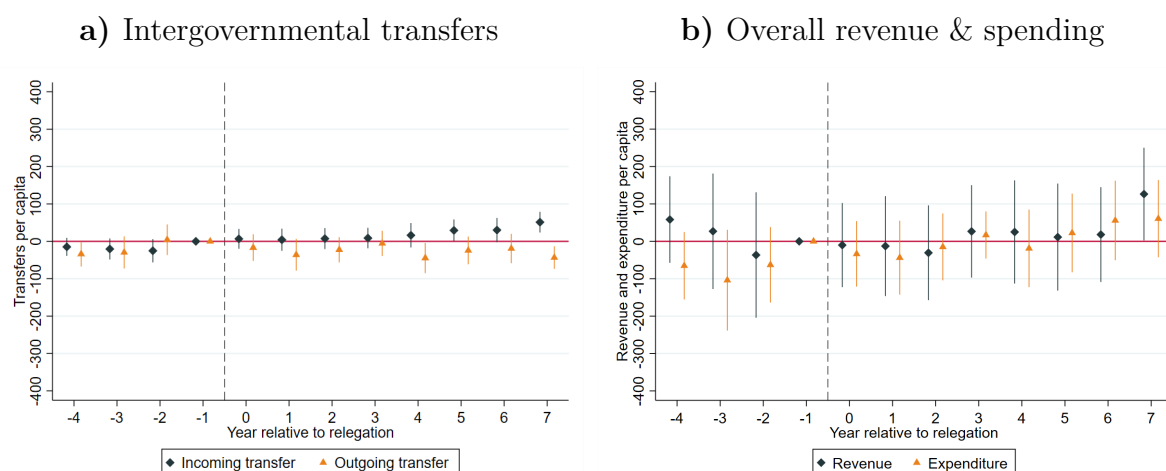 a) Intergovernmental transfers
Transfers per capita
400
300
200
100
0
-100
-200
-300
-400
-4 -3 -2 -1 0 1 2 3 4 5 6 7
Year relative to relegation
Incoming transfer Outgoing transfer
b) Overall revenue & spending
Revenue and expenditure per capita
400
300
200
100
0
-100
-200
-300
-400
-4 -3 -2 -1 0 1 2 3 4 5 6 7
Year relative to relegation
Revenue Expenditure